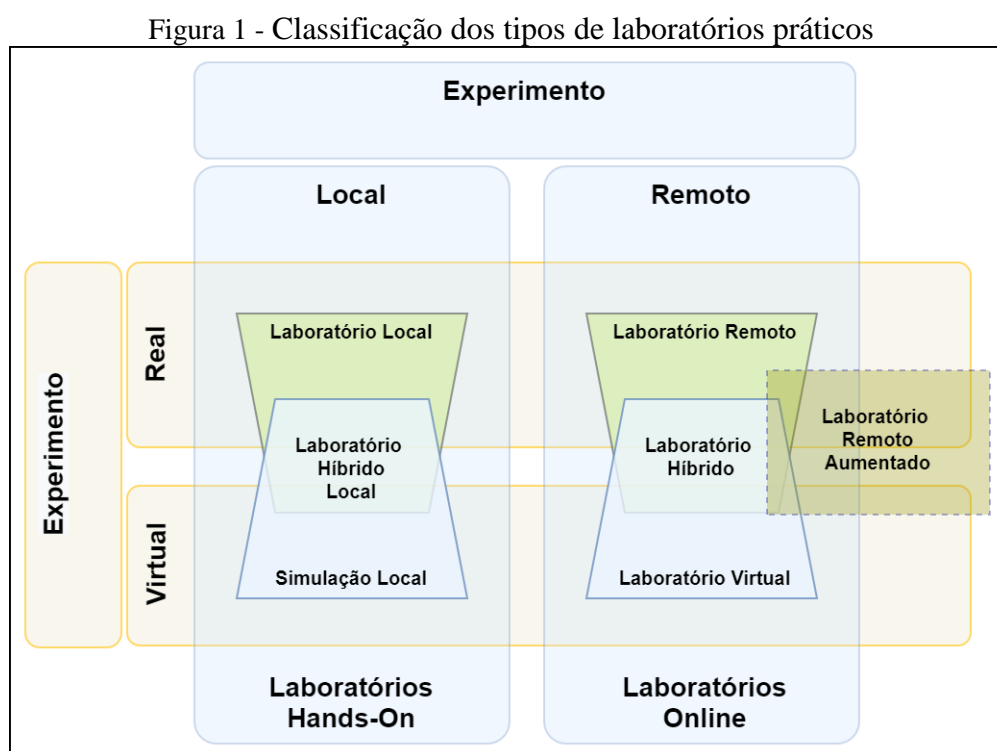 Figura 1 - Classificação dos tipos de laboratórios práticos
Experimento
Local
Remoto
Experimento
Real
Laboratório Local
Laboratório Remoto
Laboratório
Híbrido
Local
Laboratório
Híbrido
Laboratório
Remoto
Aumentado
Virtual
Simulação Local
Laboratório Virtual
Laboratórios
Hands-On
Laboratórios
Online